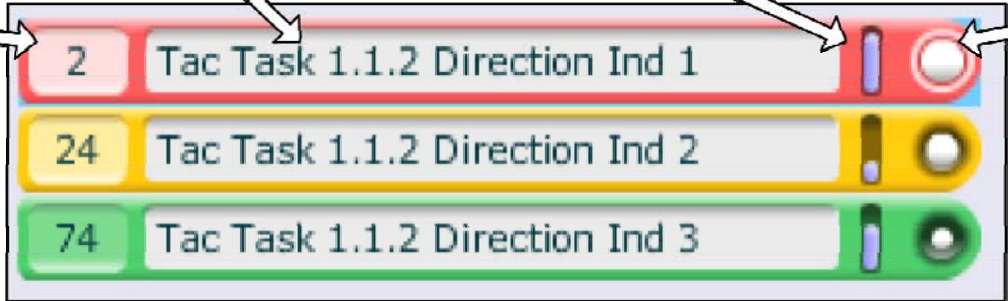 2 Tac Task 1.1.2 Direction Ind 1
24 Tac Task 1.1.2 Direction Ind 2
74 Tac Task 1.1.2 Direction Ind 3